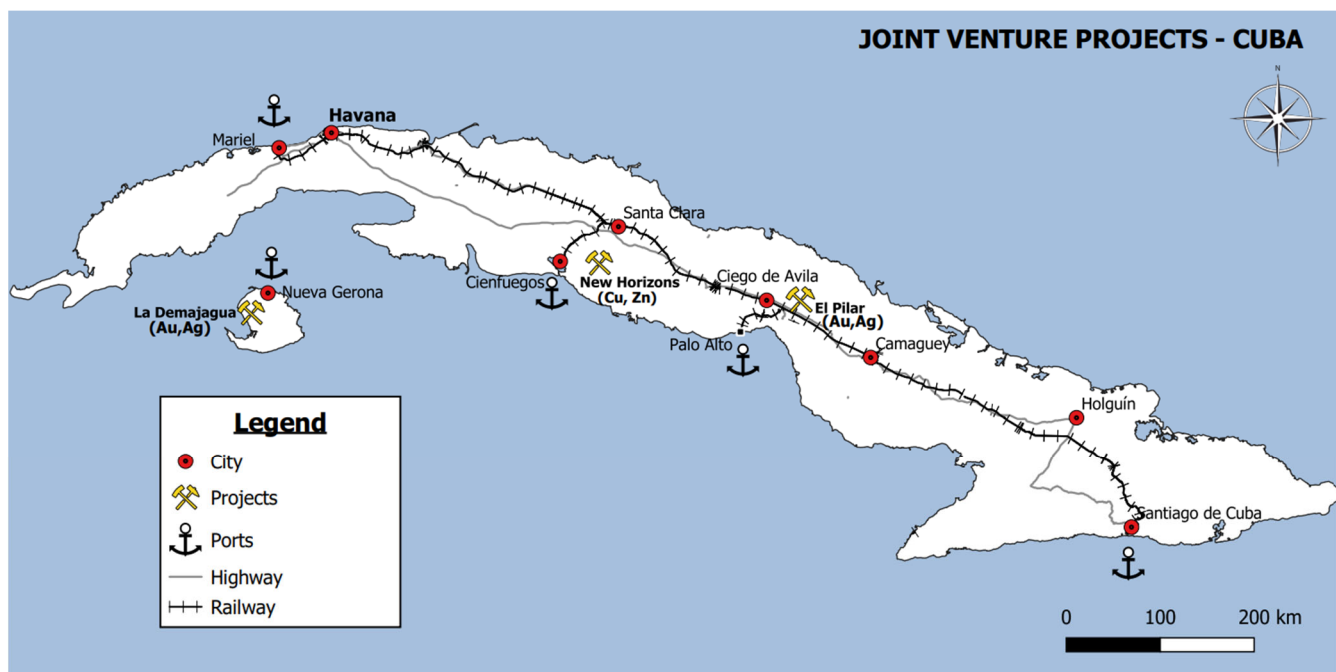 JOINT VENTURE PROJECTS - CUBA
N
Havana
Mariel
Santa Clara
Cienfuegos
New Horizons
(Cu, Zn)
Nueva Gerona
La Demajagua
(Au,Ag)
Ciego de Avila
El Pilar
(Au,Ag)
Palo Alto
Camaguey
Holguín
Santiago de Cuba
Legend
City
Projects
Ports
Highway
Railway
0 100 200 km